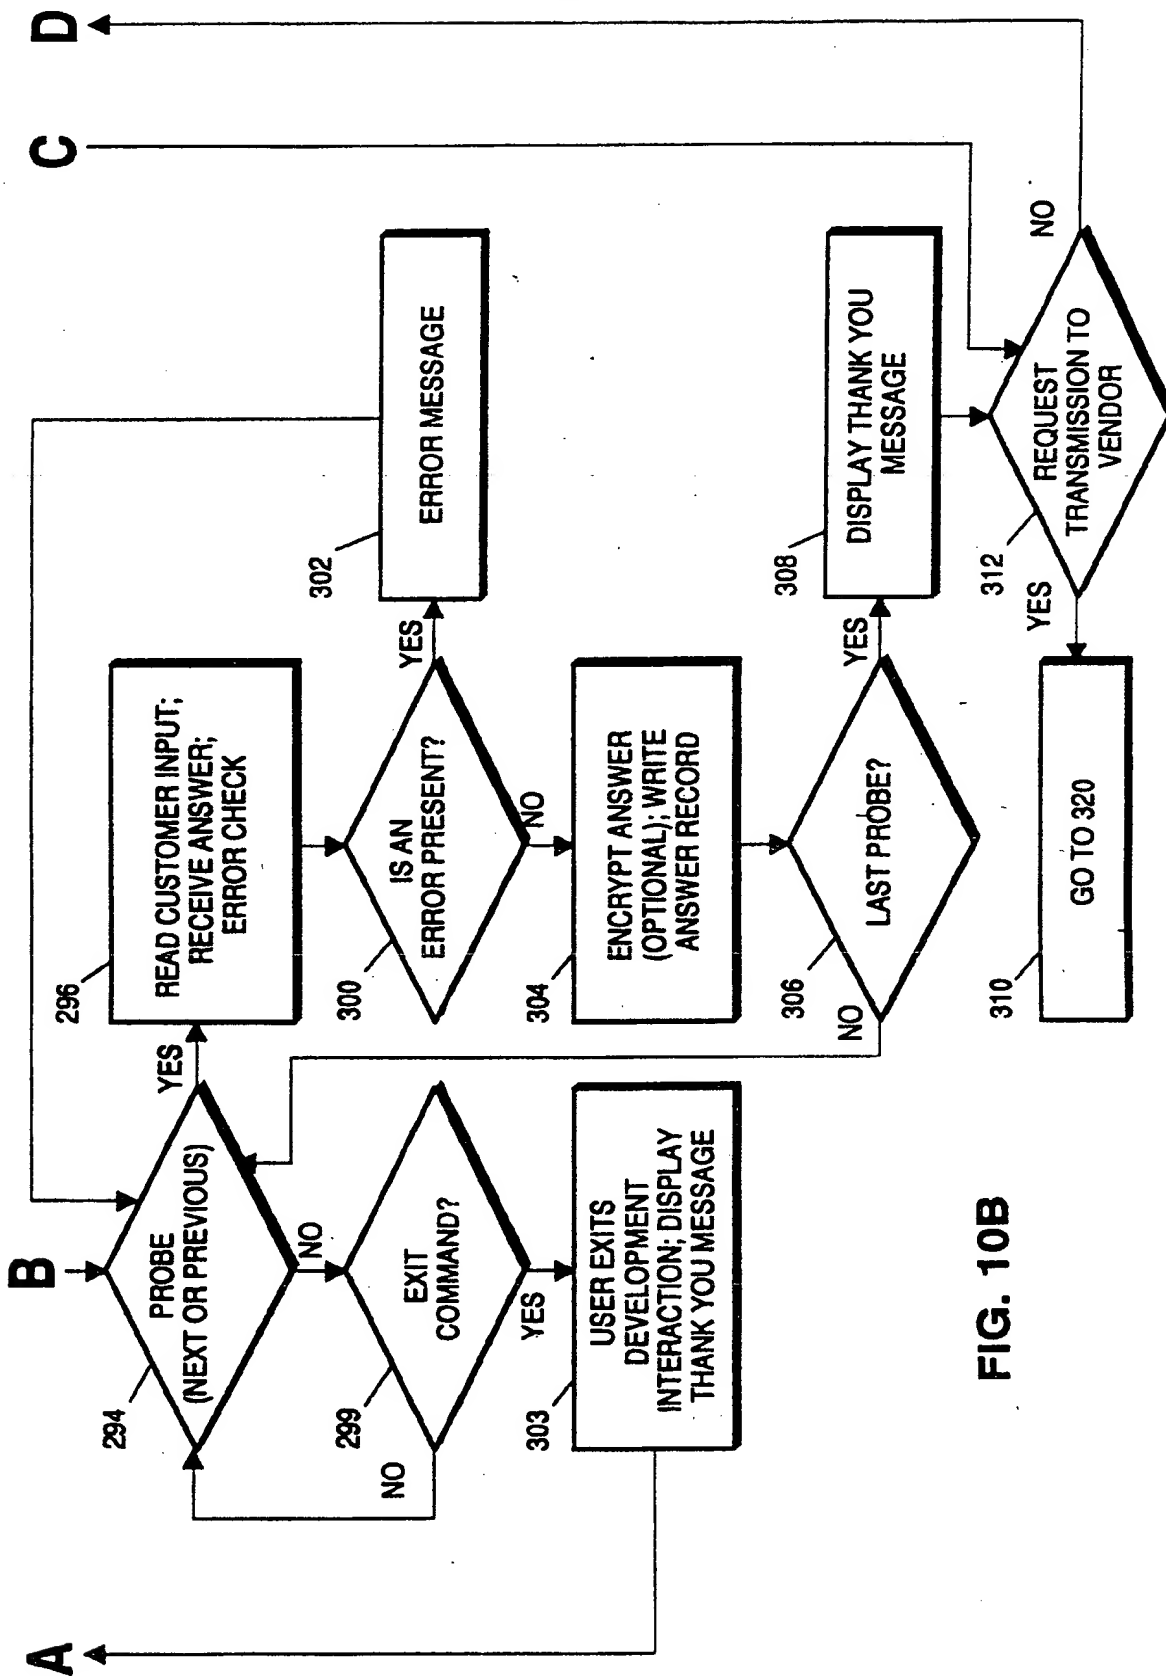 A
B
C
D
294
PROBE
(NEXT OR PREVIOUS)
YES
NO
296
READ CUSTOMER INPUT;
RECEIVE ANSWER;
ERROR CHECK
299
EXIT
COMMAND?
NO
YES
300
IS AN
ERROR PRESENT?
YES
NO
302
ERROR MESSAGE
303
USER EXITS
DEVELOPMENT
INTERACTION; DISPLAY
THANK YOU MESSAGE
304
ENCRYPT ANSWER
(OPTIONAL); WRITE
ANSWER RECORD
306
LAST PROBE?
NO
YES
308
DISPLAY THANK YOU
MESSAGE
310
GO TO 320
YES
312
REQUEST
TRANSMISSION TO
VENDOR
NO
FIG. 10B